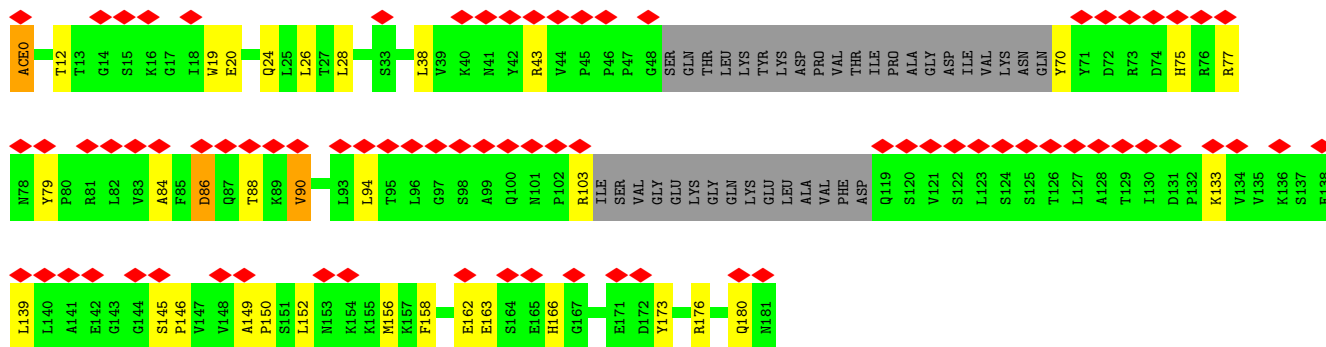 ACE0 T12 T13 G14 S15 K16 G17 I18 W19 E20 Q24 L25 L26 T27 L28 S33 L38 V39 K40 N41 Y42 R43 V44 P45 P46 P47 G48 SER GLN THR LEU LYS TYR LYS ASP PRO VAL THR ILE PRO ALA GLY ASP ILE VAL LYS ASN GLN Y70 Y71 D72 R73 D74 H75 R76 R77
N78 Y79 P80 R81 L82 V83 A84 F85 D86 Q87 T88 K89 V90 L93 L94 T95 L96 G97 S98 A99 Q100 N101 P102 R103 ILE SER VAL GLY GLU LYS GLY GLN LYS GLU LEU ALA VAL PHE ASP Q119 S120 V121 S122 L123 S124 S125 T126 L127 A128 T129 I130 D131 P132 K133 V134 V135 K136 S137
L139 L140 A141 E142 G143 G144 S145 P146 V147 V148 A149 P150 S151 L152 N153 K154 K155 M156 K157 F158 E162 E163 S164 E165 H166 G167 E171 D172 Y173 R176 Q180 N181